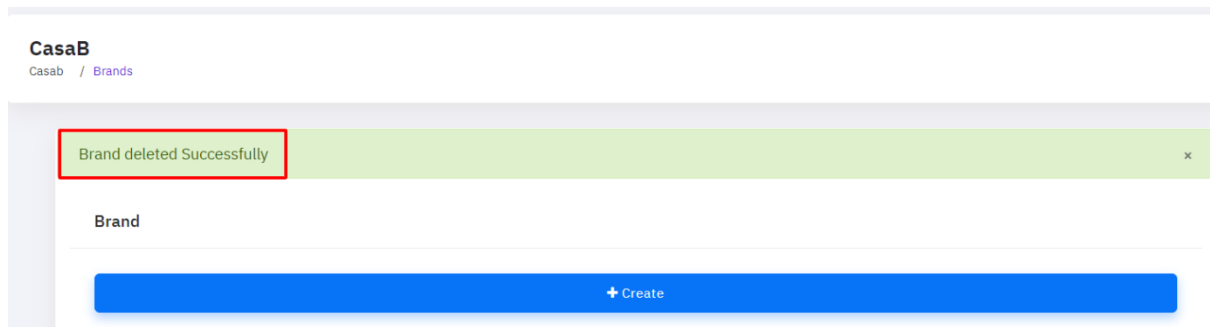 CasaB
Casab / Brands
Brand deleted Successfully ×
Brand
+ Create